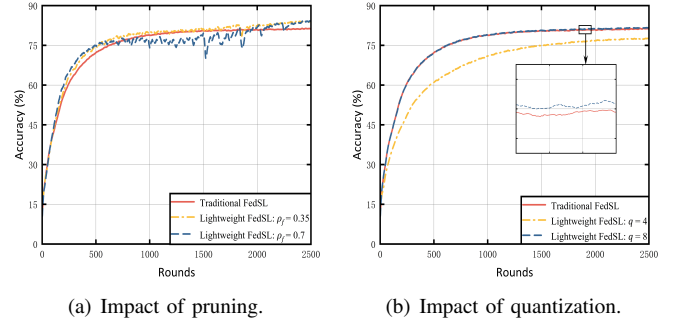 90
75
60
45
30
15
0
Accuracy (%)
0
500
1000
1500
2000
2500
Rounds
Traditional FedSL
Lightweight FedSL: ρf = 0.35
Lightweight FedSL: ρf = 0.7
(a) Impact of pruning.
90
75
60
45
30
15
0
Accuracy (%)
0
500
1000
1500
2000
2500
Rounds
Traditional FedSL
Lightweight FedSL: q = 4
Lightweight FedSL: q = 8
(b) Impact of quantization.